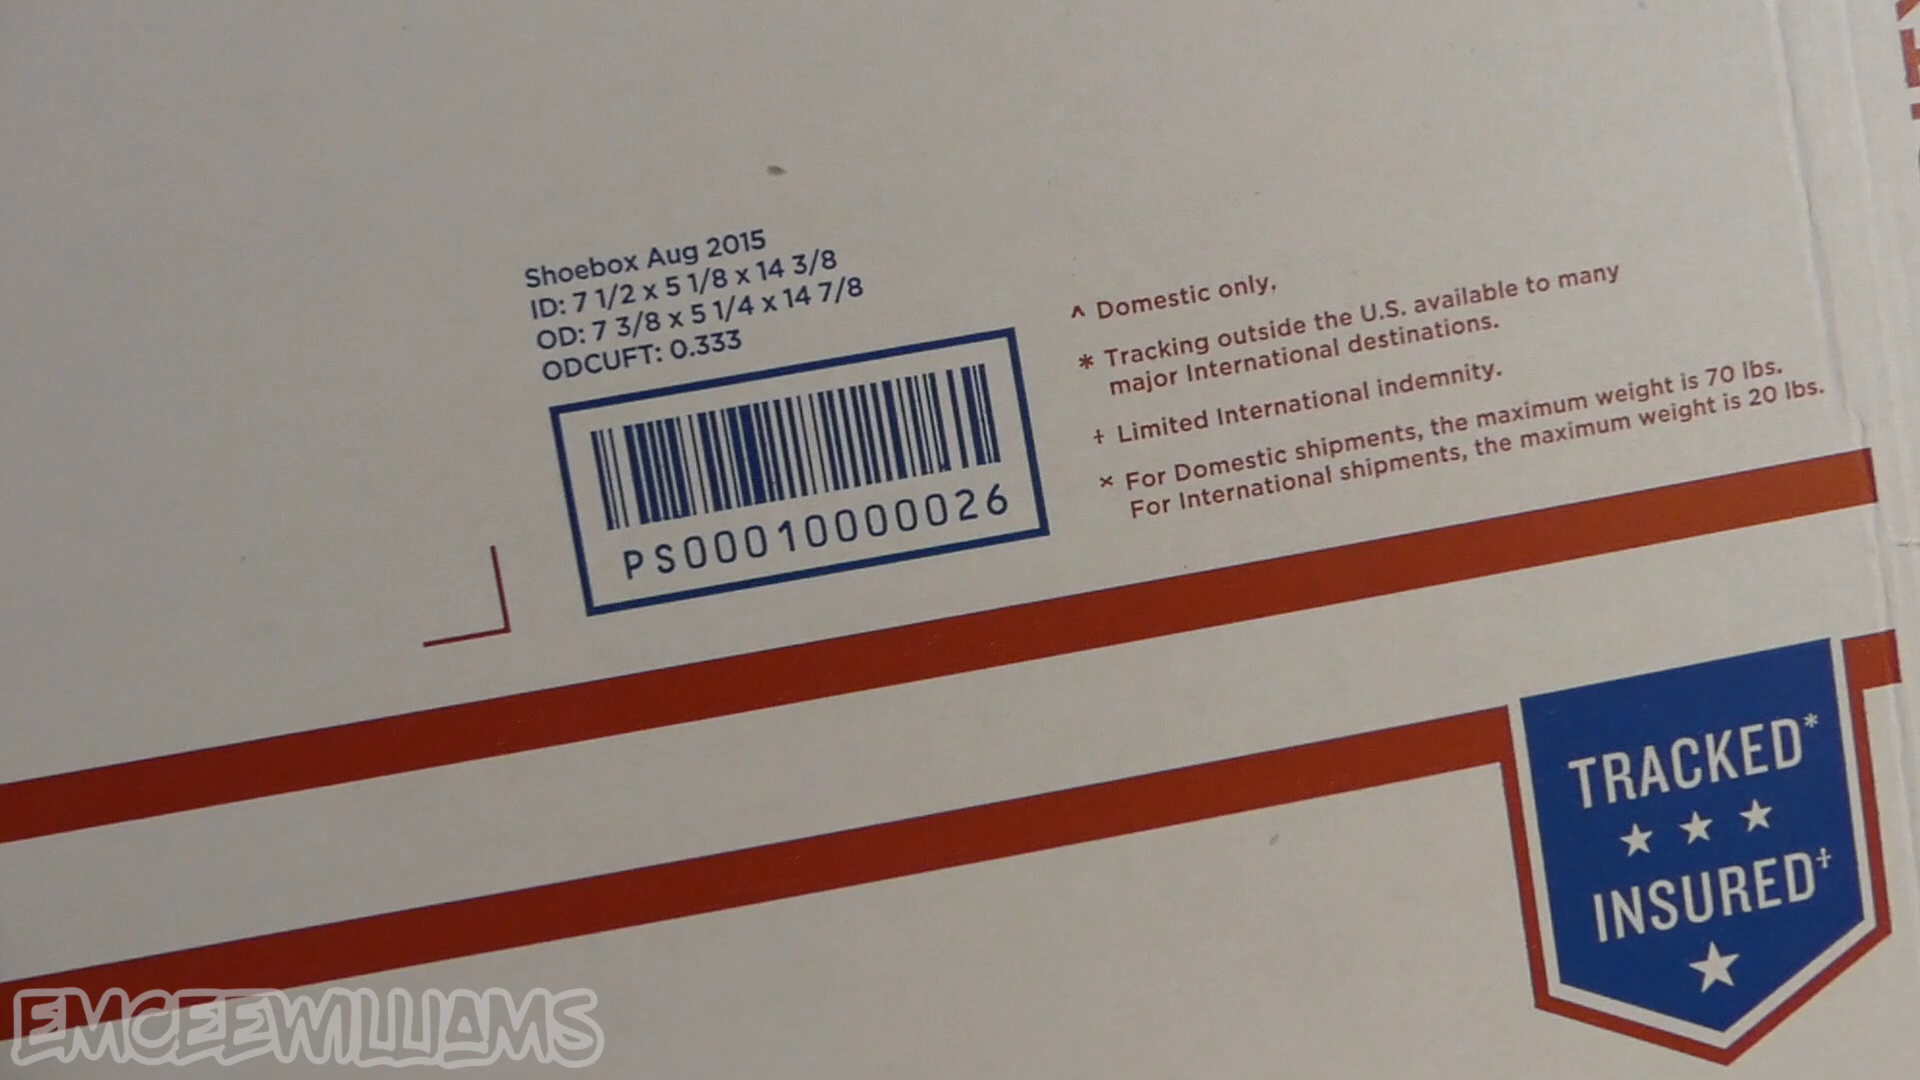 Shoebox Aug 2015
ID: 7 1/2 x 5 1/8 x 14 3/8
OD: 7 3/8 x 5 1/4 x 14 7/8
ODCUFT: 0.333
PS00010000026
^ Domestic only.
* Tracking outside the U.S. available to many
major International destinations.
† Limited International indemnity.
× For Domestic shipments, the maximum weight is 70 lbs.
For International shipments, the maximum weight is 20 lbs.
TRACKED*
INSURED†
EMCEEWILLIAMS